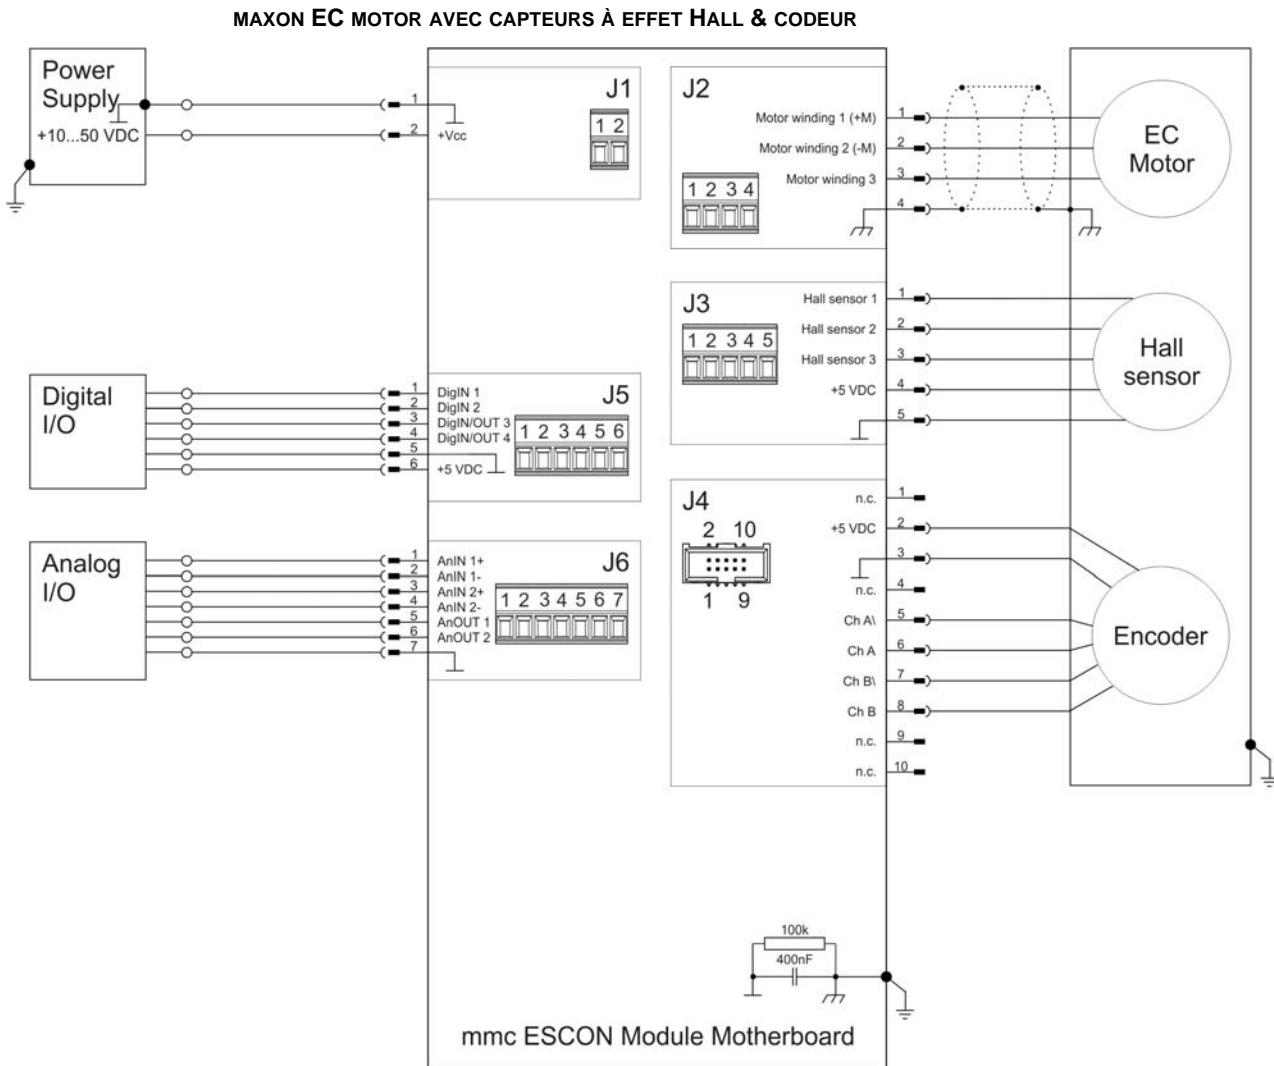 MAXON EC MOTOR AVEC CAPTEURS À EFFET HALL & CODEUR
Power
Supply
+10...50 VDC
1
2
+Vcc
J1
1 2
J2
1 2 3 4
Motor winding 1 (+M)
1
Motor winding 2 (-M)
2
Motor winding 3
3
4
EC
Motor
J3
1 2 3 4 5
Hall sensor 1
1
Hall sensor 2
2
Hall sensor 3
3
+5 VDC
4
5
Hall
sensor
Digital
I/O
1
DigIN 1
2
DigIN 2
3
DigIN/OUT 3
4
DigIN/OUT 4
5
6
+5 VDC
J5
1 2 3 4 5 6
J4
2 10
1 9
n.c.
1
+5 VDC
2
3
n.c.
4
Ch A\
5
Ch A
6
Ch B\
7
Ch B
8
n.c.
9
n.c.
10
Encoder
Analog
I/O
1
AnIN 1+
2
AnIN 1-
3
AnIN 2+
4
AnIN 2-
5
AnOUT 1
6
AnOUT 2
7
J6
1 2 3 4 5 6 7
100k
400nF
mmc ESCON Module Motherboard